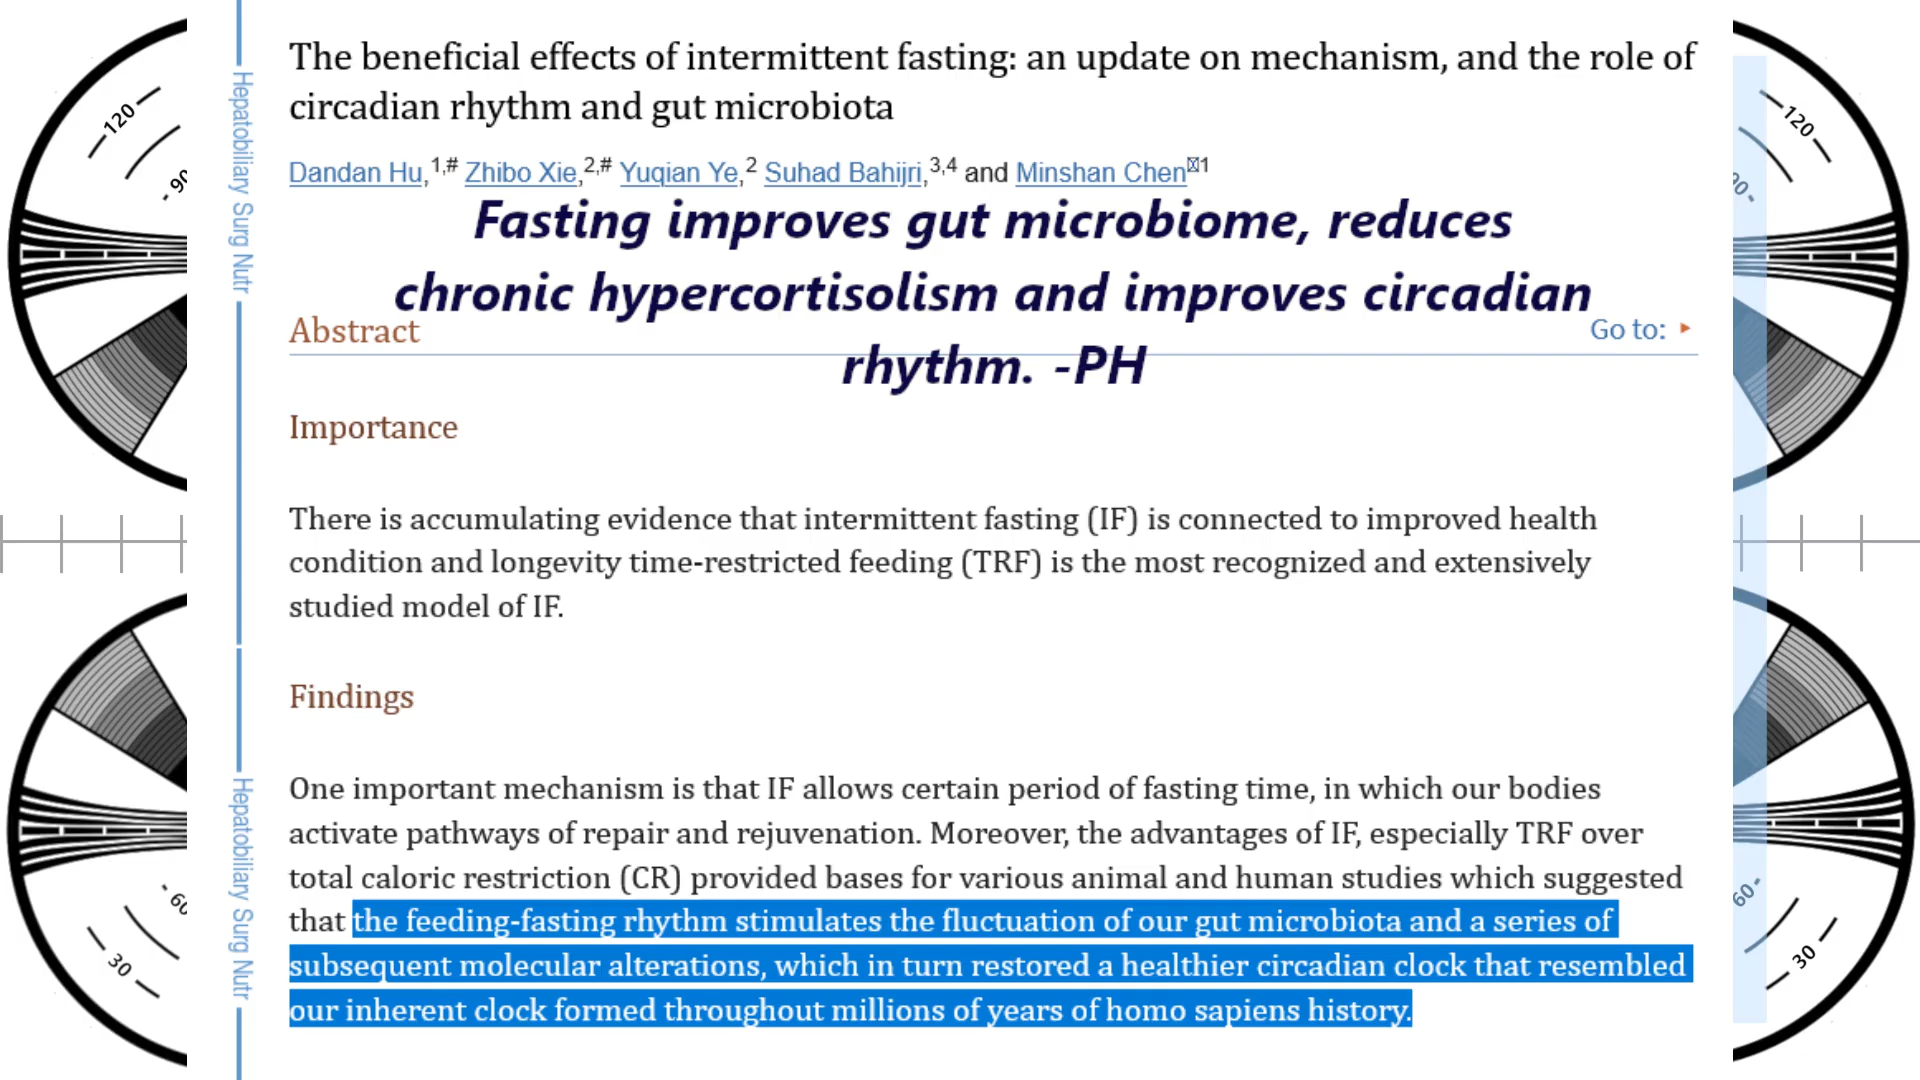 The beneficial effects of intermittent fasting: an update on mechanism, and the role of
circadian rhythm and gut microbiota
Dandan Hu,1,# Zhibo Xie,2,# Yuqian Ye,2 Suhad Bahijri,3,4 and Minshan Chen1
Fasting improves gut microbiome, reduces
chronic hypercortisolism and improves circadian
rhythm. -PH
Abstract
Go to:
Importance
There is accumulating evidence that intermittent fasting (IF) is connected to improved health
condition and longevity time-restricted feeding (TRF) is the most recognized and extensively
studied model of IF.
Findings
One important mechanism is that IF allows certain period of fasting time, in which our bodies
activate pathways of repair and rejuvenation. Moreover, the advantages of IF, especially TRF over
total caloric restriction (CR) provided bases for various animal and human studies which suggested
that the feeding-fasting rhythm stimulates the fluctuation of our gut microbiota and a series of
subsequent molecular alterations, which in turn restored a healthier circadian clock that resembled
our inherent clock formed throughout millions of years of homo sapiens history.
Hepatobiliary Surg Nutr
Hepatobiliary Surg Nutr
120
90
120
90
60
30
60
30